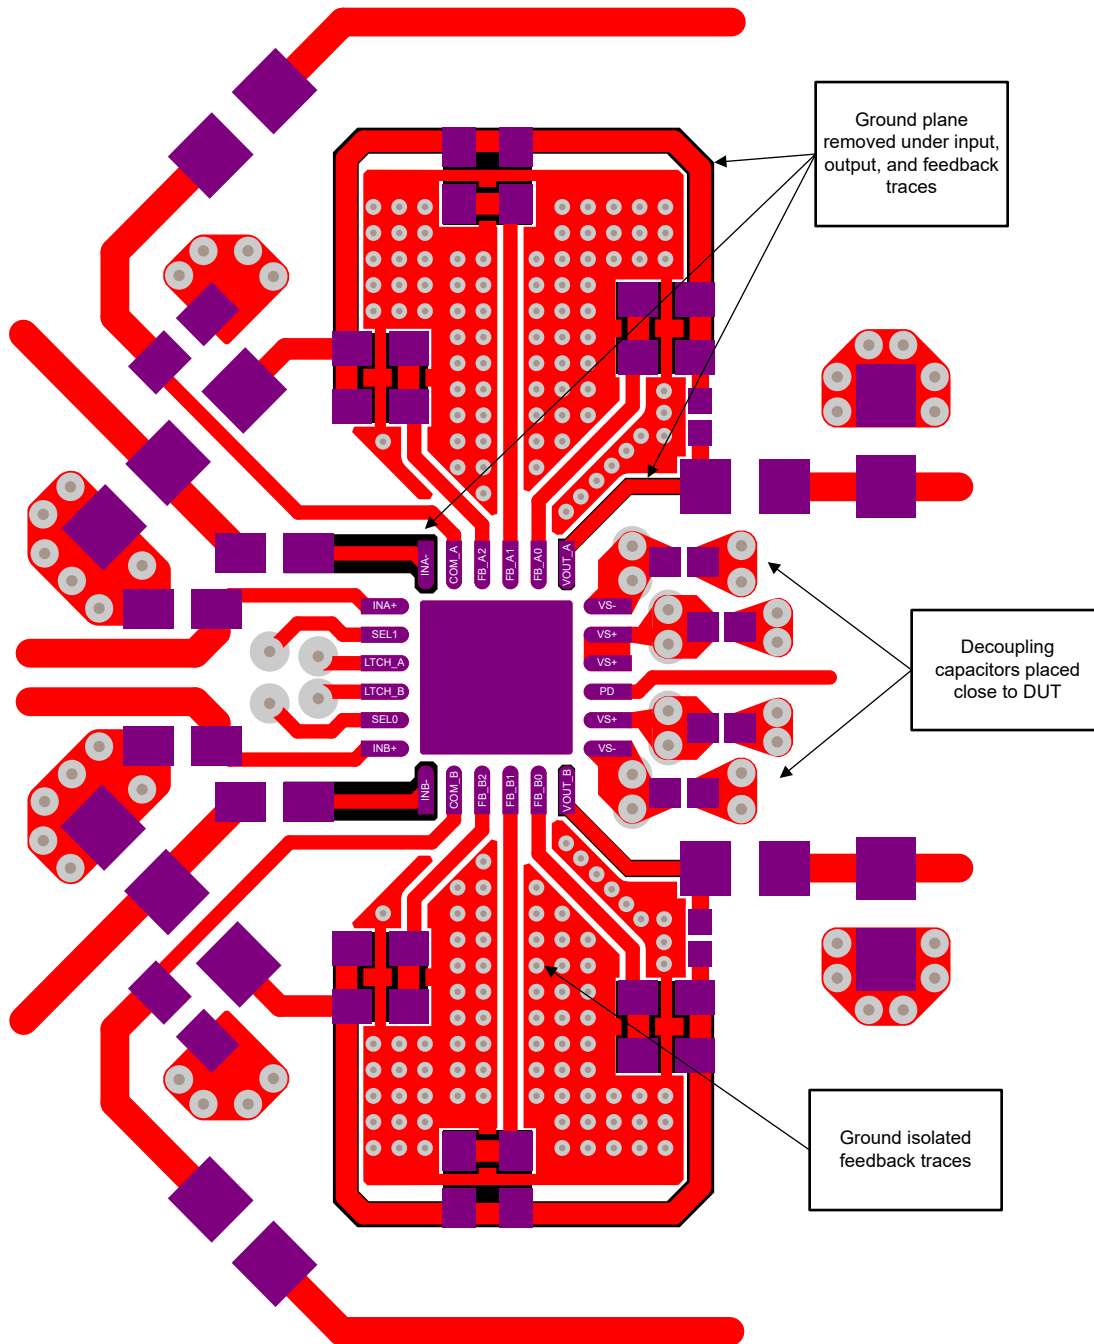 Ground plane
removed under input,
output, and feedback
traces
INA-
COM_A
FB_A2
FB_A1
FB_A0
VOUT_A
INA+
SEL1
LTCH_A
LTCH_B
SEL0
INB+
VS-
VS+
VS+
PD
VS+
VS-
Decoupling
capacitors placed
close to DUT
INB-
COM_B
FB_B2
FB_B1
FB_B0
VOUT_B
Ground isolated
feedback traces